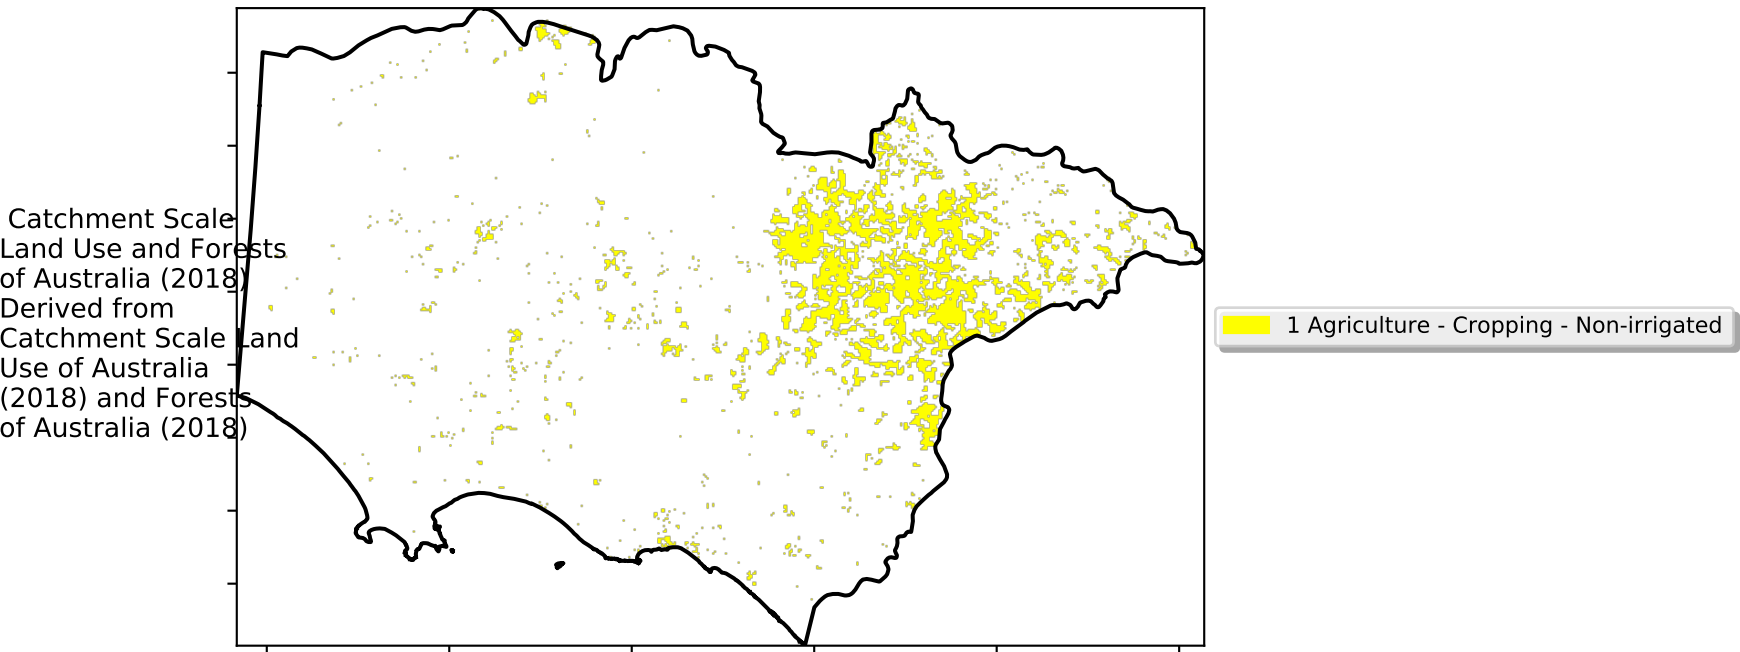 Catchment Scale
Land Use and Forests
of Australia (2018)
Derived from
Catchment Scale Land
Use of Australia
(2018) and Forests
of Australia (2018)
1 Agriculture - Cropping - Non-irrigated